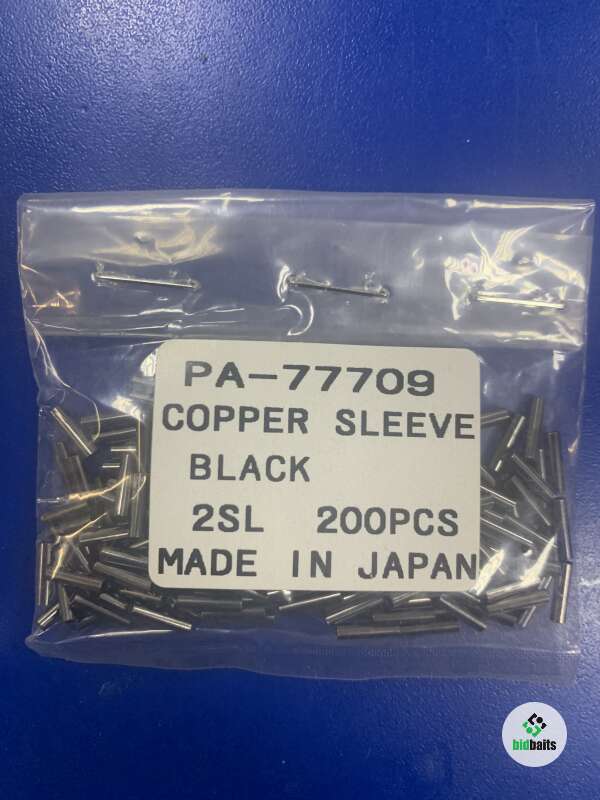 PA-77709
COPPER SLEEVE
BLACK
2SL 200PCS
MADE IN JAPAN
bidbaits